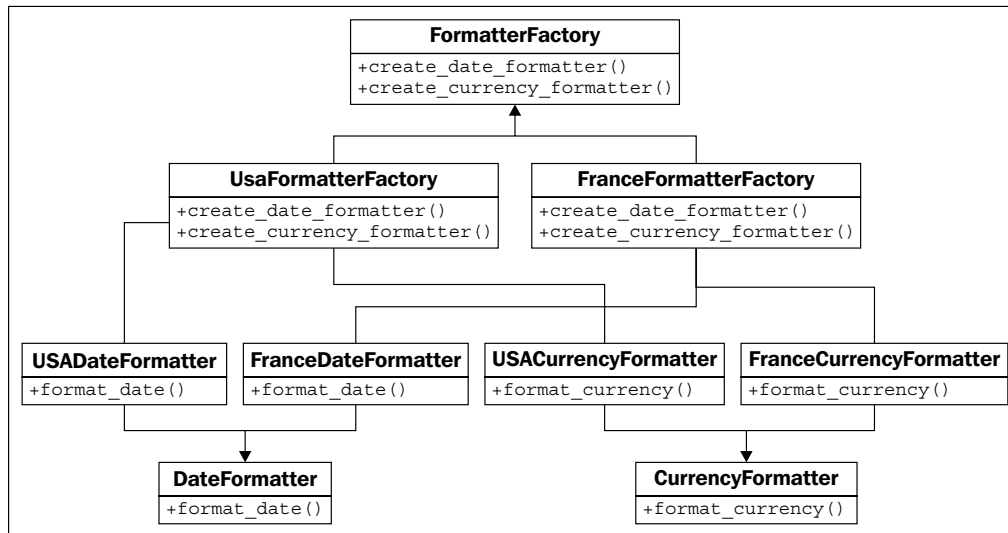 FormatterFactory
+create_date_formatter()
+create_currency_formatter()
UsaFormatterFactory
+create_date_formatter()
+create_currency_formatter()
FranceFormatterFactory
+create_date_formatter()
+create_currency_formatter()
USADateFormatter
+format_date()
FranceDateFormatter
+format_date()
USACurrencyFormatter
+format_currency()
FranceCurrencyFormatter
+format_currency()
DateFormatter
+format_date()
CurrencyFormatter
+format_currency()